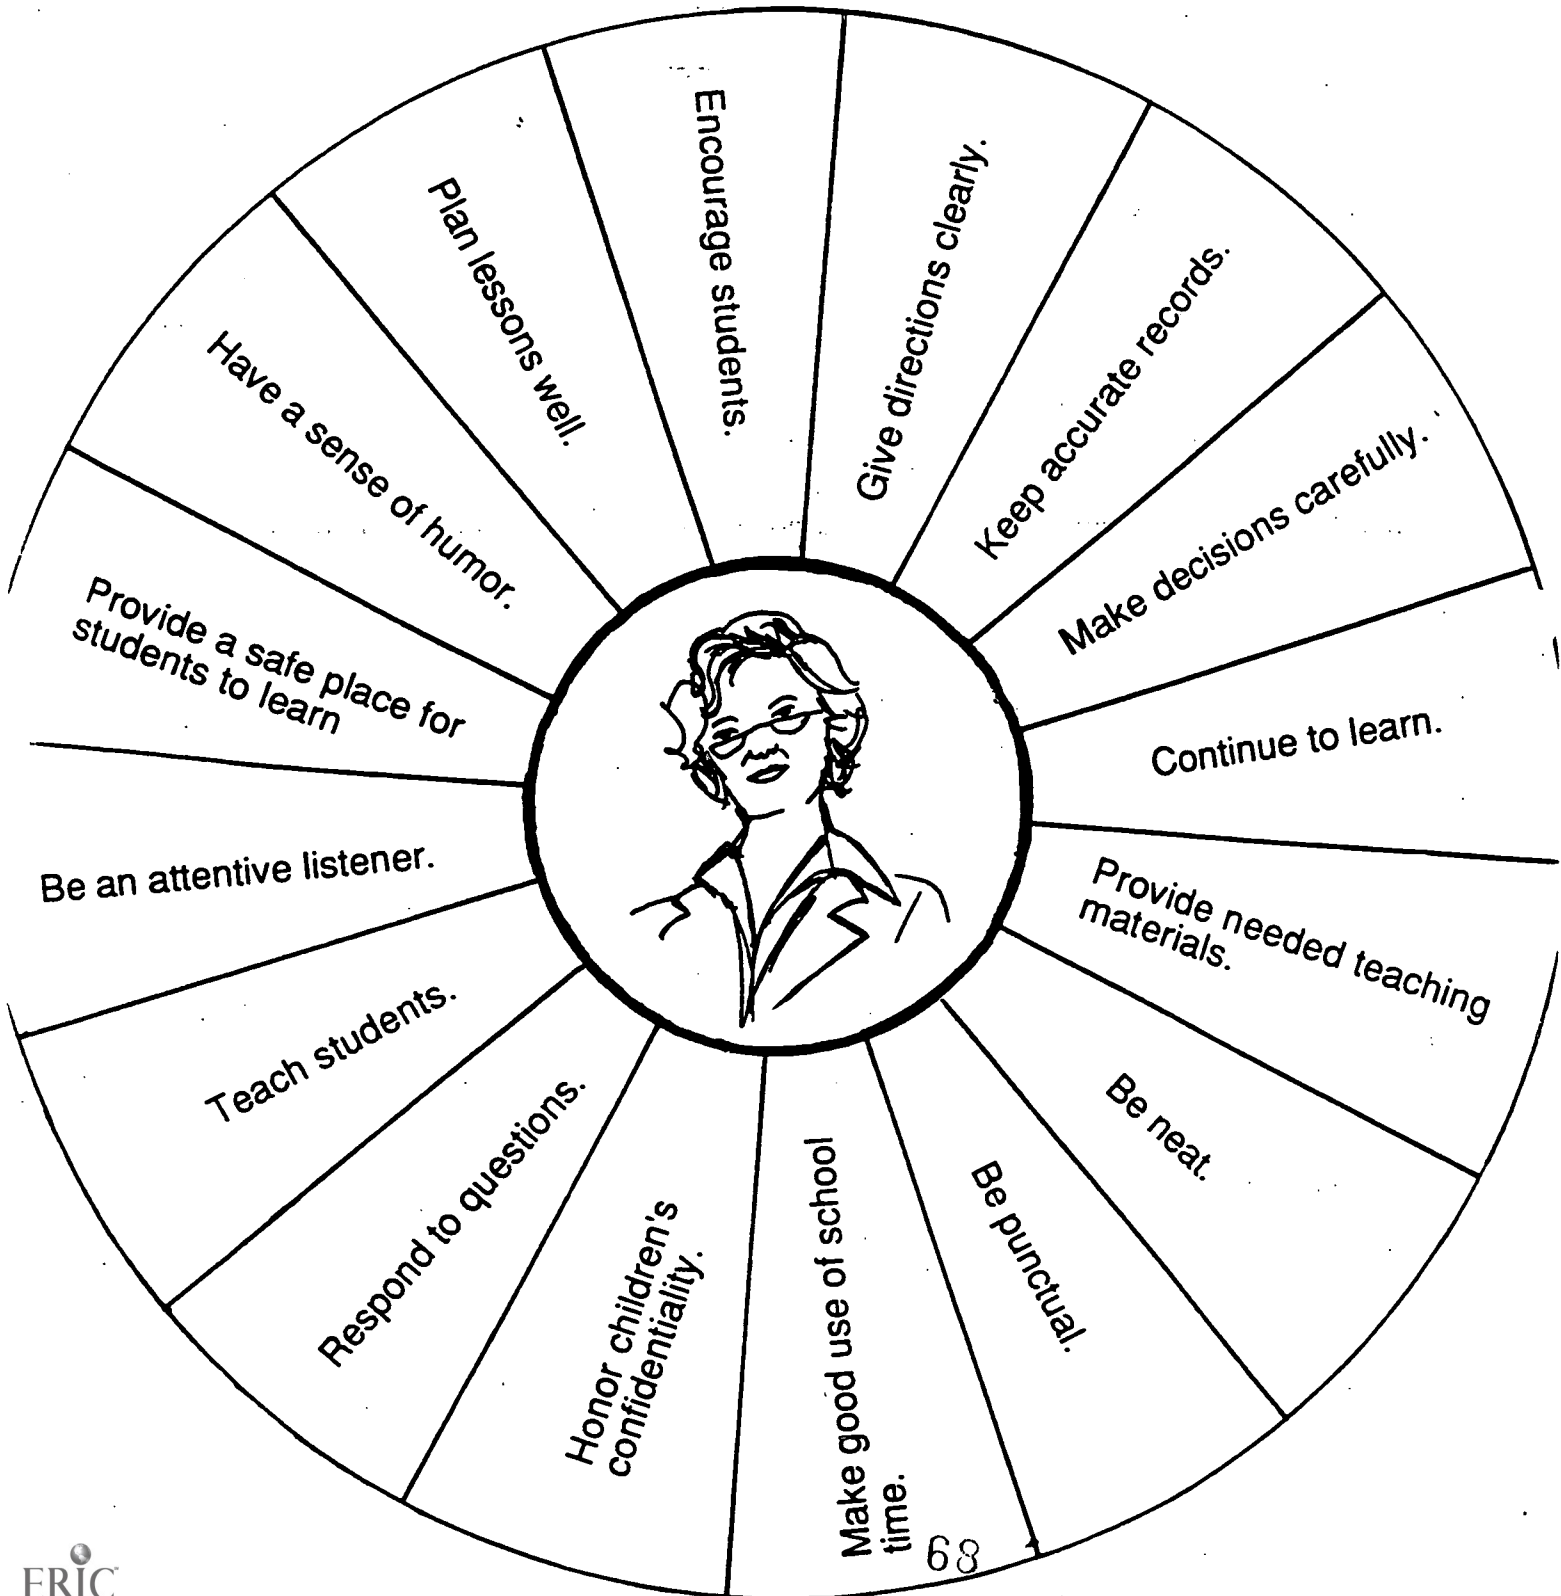 Encourage students.
Give directions clearly.
Keep accurate records.
Make decisions carefully.
Continue to learn.
Provide needed teaching
materials.
Be neat.
Be punctual.
Make good use of school
time.
Honor children's
confidentiality.
Respond to questions.
Teach students.
Be an attentive listener.
Provide a safe place for
students to learn
Have a sense of humor.
Plan lessons well.
68
ERIC